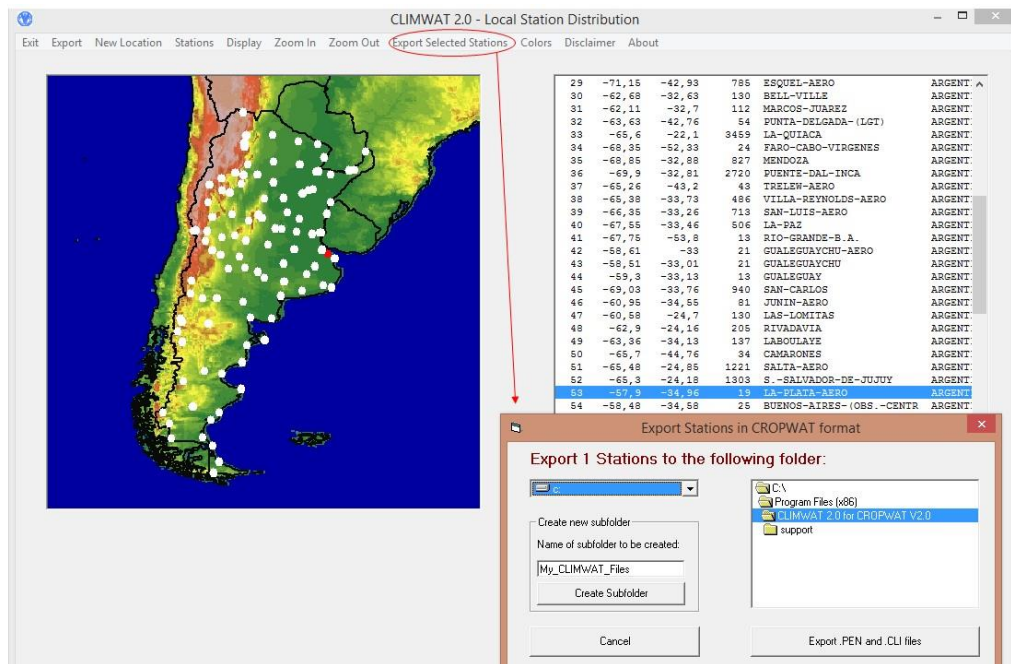 CLIMWAT 2.0 - Local Station Distribution
Exit Export New Location Stations Display Zoom In Zoom Out Export Selected Stations Colors Disclaimer About
29 -71,15 -42,93 785 ESQUEL-AERO ARGENT
30 -62,68 -32,63 130 BELL-VILLE ARGENT
31 -62,11 -32,7 112 MARCOS-JUAREZ ARGENT
32 -63,63 -42,76 54 PUNTA-DELGADA-(LGT) ARGENT
33 -65,6 -22,1 3459 LA-QUIACA ARGENT
34 -68,35 -52,33 24 FARO-CABO-VIRGENES ARGENT
35 -68,85 -32,88 827 MENDOZA ARGENT
36 -69,9 -32,81 2720 PUENTE-DAL-INCA ARGENT
37 -65,26 -43,2 43 TRELEW-AERO ARGENT
38 -65,38 -33,73 486 VILLA-REYNOLDS-AERO ARGENT
39 -66,35 -33,26 713 SAN-LUIS-AERO ARGENT
40 -67,55 -33,46 506 LA-PAZ ARGENT
41 -67,75 -53,8 13 RIO-GRANDE-B.A. ARGENT
42 -58,61 -33 21 GUALEGUAYCHU-AERO ARGENT
43 -58,51 -33,01 21 GUALEGUAYCHU ARGENT
44 -59,3 -33,13 13 GUALEGUAY ARGENT
45 -69,03 -33,76 940 SAN-CARLOS ARGENT
46 -60,95 -34,55 81 JUNIN-AERO ARGENT
47 -60,58 -24,7 130 LAS-LOMITAS ARGENT
48 -62,9 -24,16 205 RIVADAVIA ARGENT
49 -63,36 -34,13 137 LABOULAYE ARGENT
50 -65,7 -44,76 34 CAMARONES ARGENT
51 -65,48 -24,85 1221 SALTA-AERO ARGENT
52 -65,3 -24,18 1303 S.-SALVADOR-DE-JUJUY ARGENT
53 -57,9 -34,96 19 LA-PLATA-AERO ARGENT
54 -58,48 -34,58 25 BUENOS-AIRES-(OBS.-CENTR ARGENT
Export Stations in CROPWAT format
Export 1 Stations to the following folder:
c:
C:\
Program Files (x86)
CLIMWAT 2.0 for CROPWAT V2.0
support
Create new subfolder
Name of subfolder to be created:
My_CLIMWAT_Files
Create Subfolder
Cancel
Export .PEN and .CLI files